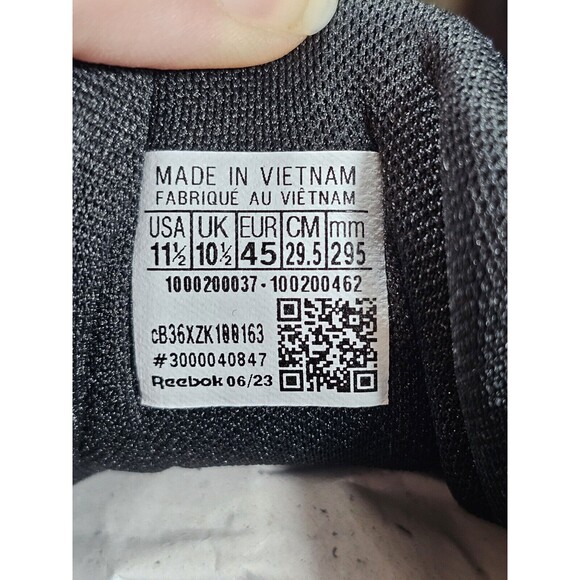 MADE IN VIETNAM
FABRIQUÉ AU VIÊTNAM
USA UK EUR CM mm
11½ 10½ 45 29.5 295
1000200037-100200462
cB36XZK100163
#3000040847
Reebok 06/23